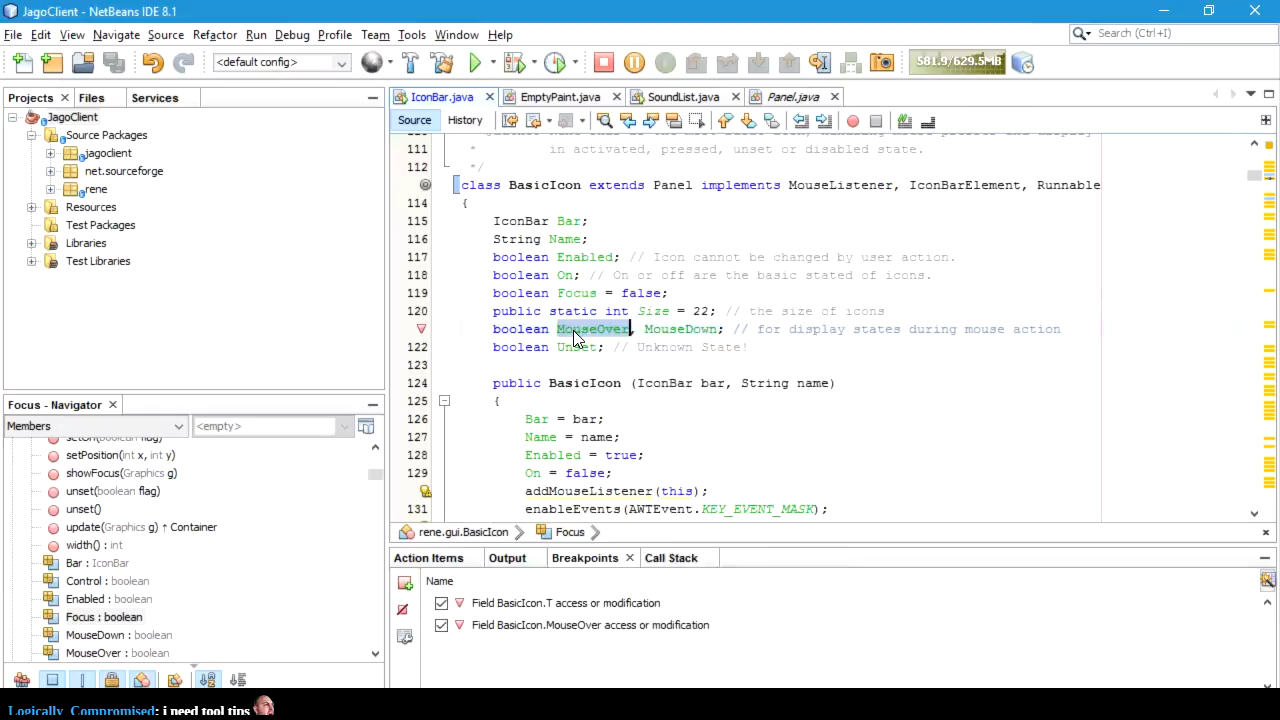 JagoClient - NetBeans IDE 8.1
File Edit View Navigate Source Refactor Run Debug Profile Team Tools Window Help
Search (Ctrl+I)
<default config>
581.9/629.5MB
Projects Files Services
IconBar.java EmptyPaint.java SoundList.java Panel.java
Source History
JagoClient
Source Packages
jagoclient
net.sourceforge
rene
Resources
Test Packages
Libraries
Test Libraries
111 * in activated, pressed, unset or disabled state.
112 */
class BasicIcon extends Panel implements MouseListener, IconBarElement, Runnable
114 {
115 IconBar Bar;
116 String Name;
117 boolean Enabled; // Icon cannot be changed by user action.
118 boolean On; // On or off are the basic stated of icons.
119 boolean Focus = false;
120 public static int Size = 22; // the size of icons
boolean MouseOver, MouseDown; // for display states during mouse action
122 boolean Unset; // Unknown State!
123
124 public BasicIcon (IconBar bar, String name)
125 {
126 Bar = bar;
127 Name = name;
128 Enabled = true;
129 On = false;
addMouseListener(this);
131 enableEvents(AWTEvent.KEY_EVENT_MASK);
rene.gui.BasicIcon Focus
Focus - Navigator
Members <empty>
setOn(boolean flag)
setPosition(int x, int y)
showFocus(Graphics g)
unset(boolean flag)
unset()
update(Graphics g) ↑ Container
width() : int
Bar : IconBar
Control : boolean
Enabled : boolean
Focus : boolean
MouseDown : boolean
MouseOver : boolean
Action Items Output Breakpoints Call Stack
Name
Field BasicIcon.T access or modification
Field BasicIcon.MouseOver access or modification
Logically_Compromised: i need tool tips